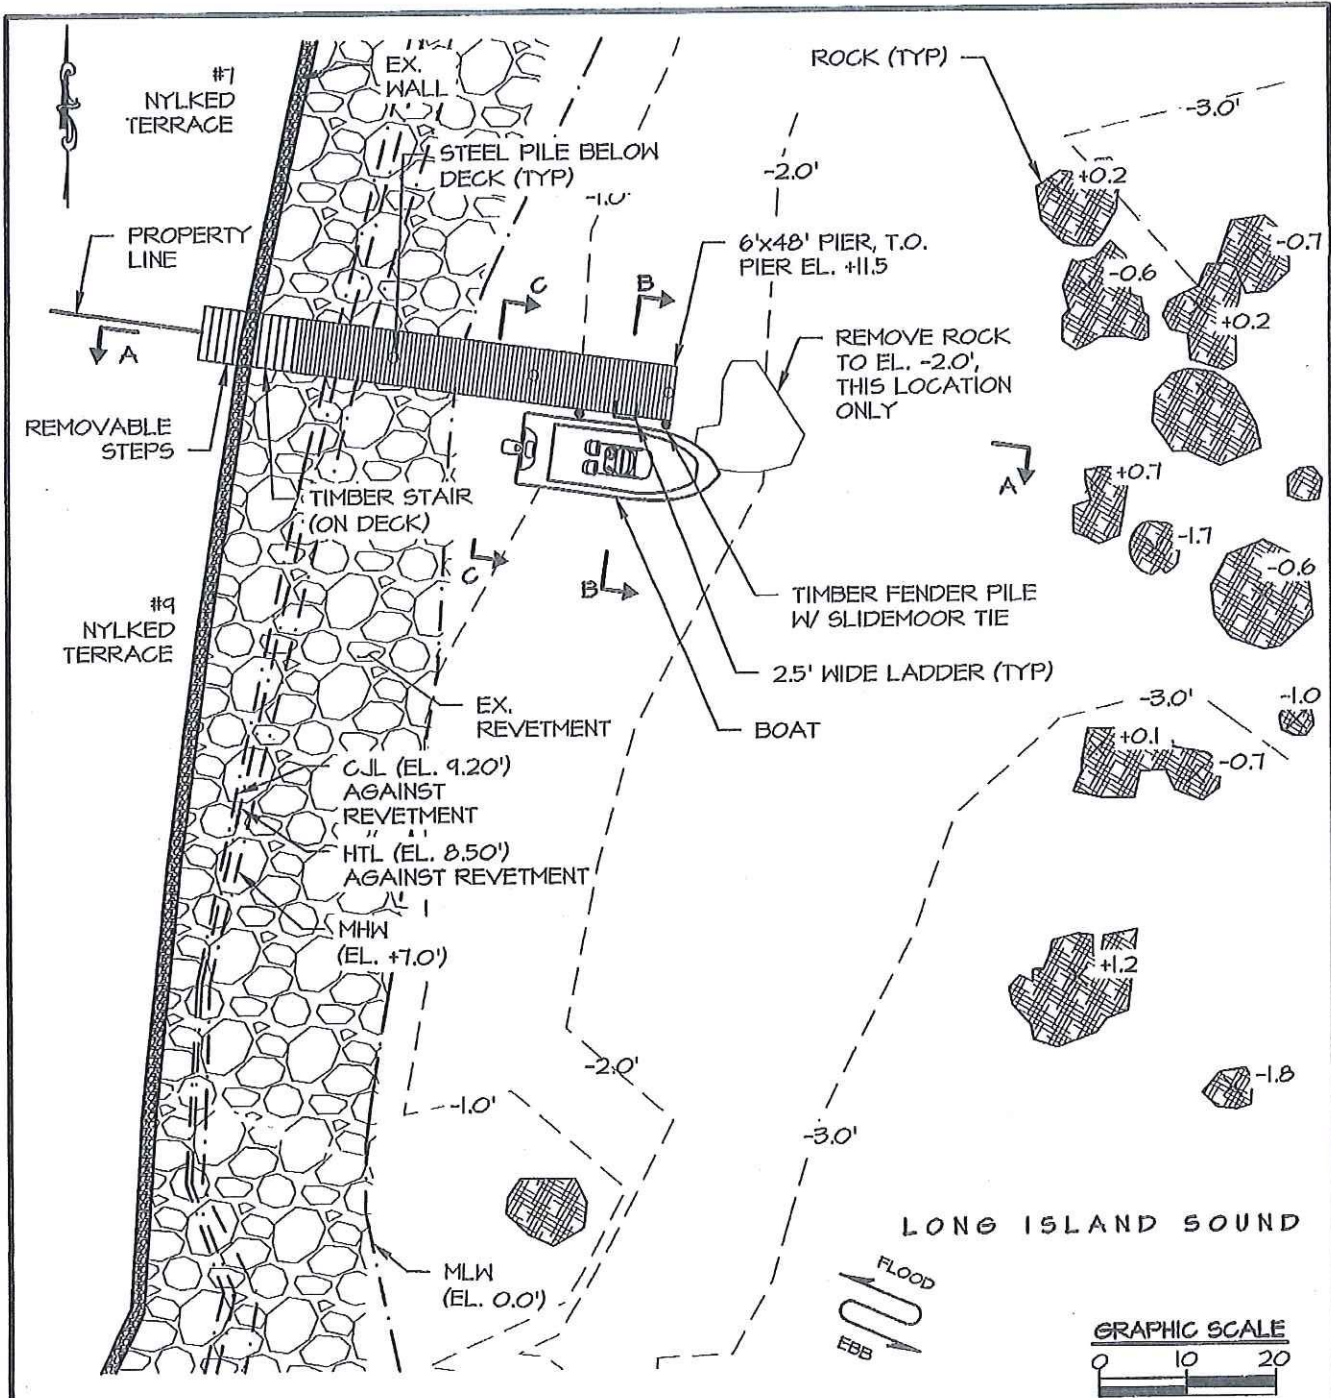 #7
NYLKED
TERRACE
EX.
WALL
STEEL PILE BELOW
DECK (TYP)
ROCK (TYP)
-3.0'
-2.0'
-1.0'
+0.2
-0.7
-0.6
+0.2
PROPERTY
LINE
6'x48' PIER, T.O.
PIER EL. +11.5
C
B
A
REMOVE ROCK
TO EL. -2.0',
THIS LOCATION
ONLY
REMOVABLE
STEPS
TIMBER STAIR
(ON DECK)
A
+0.7
-1.7
-0.6
C
B
#9
NYLKED
TERRACE
TIMBER FENDER PILE
W/ SLIDEMOOR TIE
2.5' WIDE LADDER (TYP)
EX.
REVETMENT
BOAT
-3.0'
-1.0
+0.1
-0.7
CJL (EL. 9.20')
AGAINST
REVETMENT
HTL (EL. 8.50')
AGAINST REVETMENT
MHW
(EL. +7.0')
+1.2
-2.0'
-1.8
-1.0'
-3.0'
LONG ISLAND SOUND
MLW
(EL. 0.0')
FLOOD
EBB
GRAPHIC SCALE
0 10 20